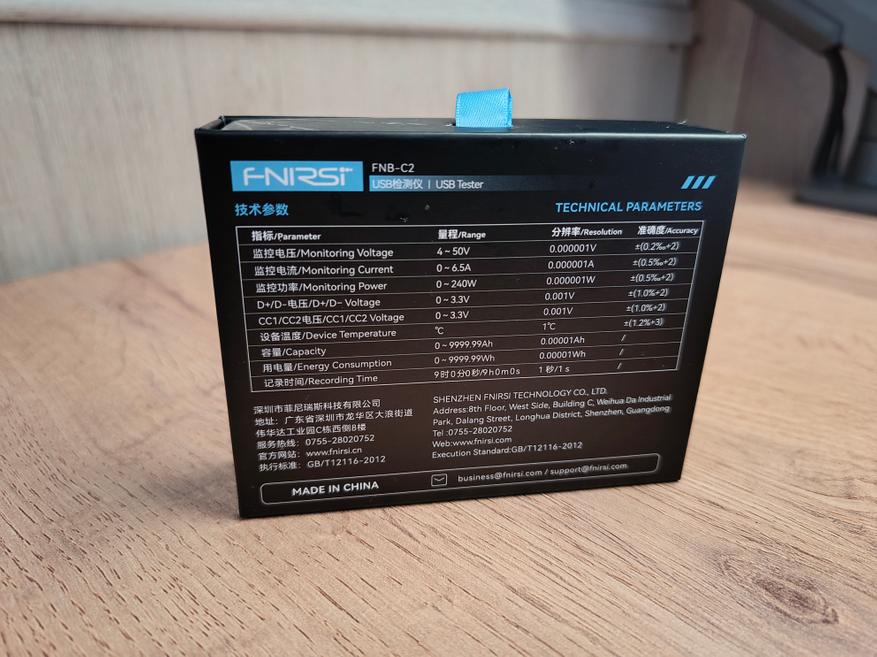 FNIRSI
FNB-C2
USB检测仪 | USB Tester
技术参数
TECHNICAL PARAMETERS
指标/Parameter 量程/Range 分辨率/Resolution 准确度/Accuracy
监控电压/Monitoring Voltage 4~50V 0.000001V ±(0.2‰+2)
监控电流/Monitoring Current 0~6.5A 0.000001A ±(0.5‰+2)
监控功率/Monitoring Power 0~240W 0.000001W ±(0.5‰+2)
D+/D-电压/D+/D- Voltage 0~3.3V 0.001V ±(1.0%+2)
CC1/CC2电压/CC1/CC2 Voltage 0~3.3V 0.001V ±(1.0%+2)
设备温度/Device Temperature ℃ 1℃ ±(1.2%+3)
容量/Capacity 0~9999.99Ah 0.00001Ah /
用电量/Energy Consumption 0~9999.99Wh 0.00001Wh /
记录时间/Recording Time 9时0分0秒/9h0m0s 1秒/1s /
深圳市菲尼瑞斯科技有限公司
地址:广东省深圳市龙华区大浪街道
伟华达工业园C栋西侧8楼
服务热线:0755-28020752
官方网站:www.fnirsi.cn
执行标准:GB/T12116-2012
SHENZHEN FNIRSI TECHNOLOGY CO., LTD.
Address:8th Floor, West Side, Building C, Weihua Da Industrial
Park, Dalang Street, Longhua District, Shenzhen, Guangdong
Tel :0755-28020752
Web:www.fnirsi.com
Execution Standard:GB/T12116-2012
MADE IN CHINA
business@fnirsi.com / support@fnirsi.com